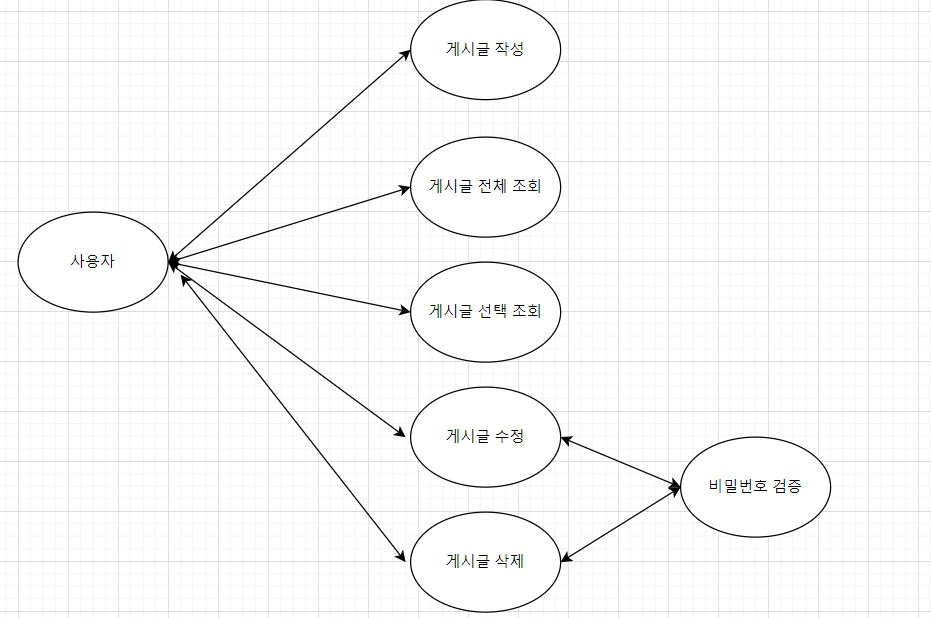 게시글 작성
게시글 전체 조회
사용자
게시글 선택 조회
게시글 수정
비밀번호 검증
게시글 삭제